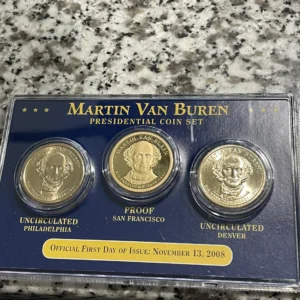 MARTIN VAN BUREN
PRESIDENTIAL COIN SET
UNCIRCULATED
PHILADELPHIA
PROOF
SAN FRANCISCO
UNCIRCULATED
DENVER
OFFICIAL FIRST DAY OF ISSUE: NOVEMBER 13, 2008